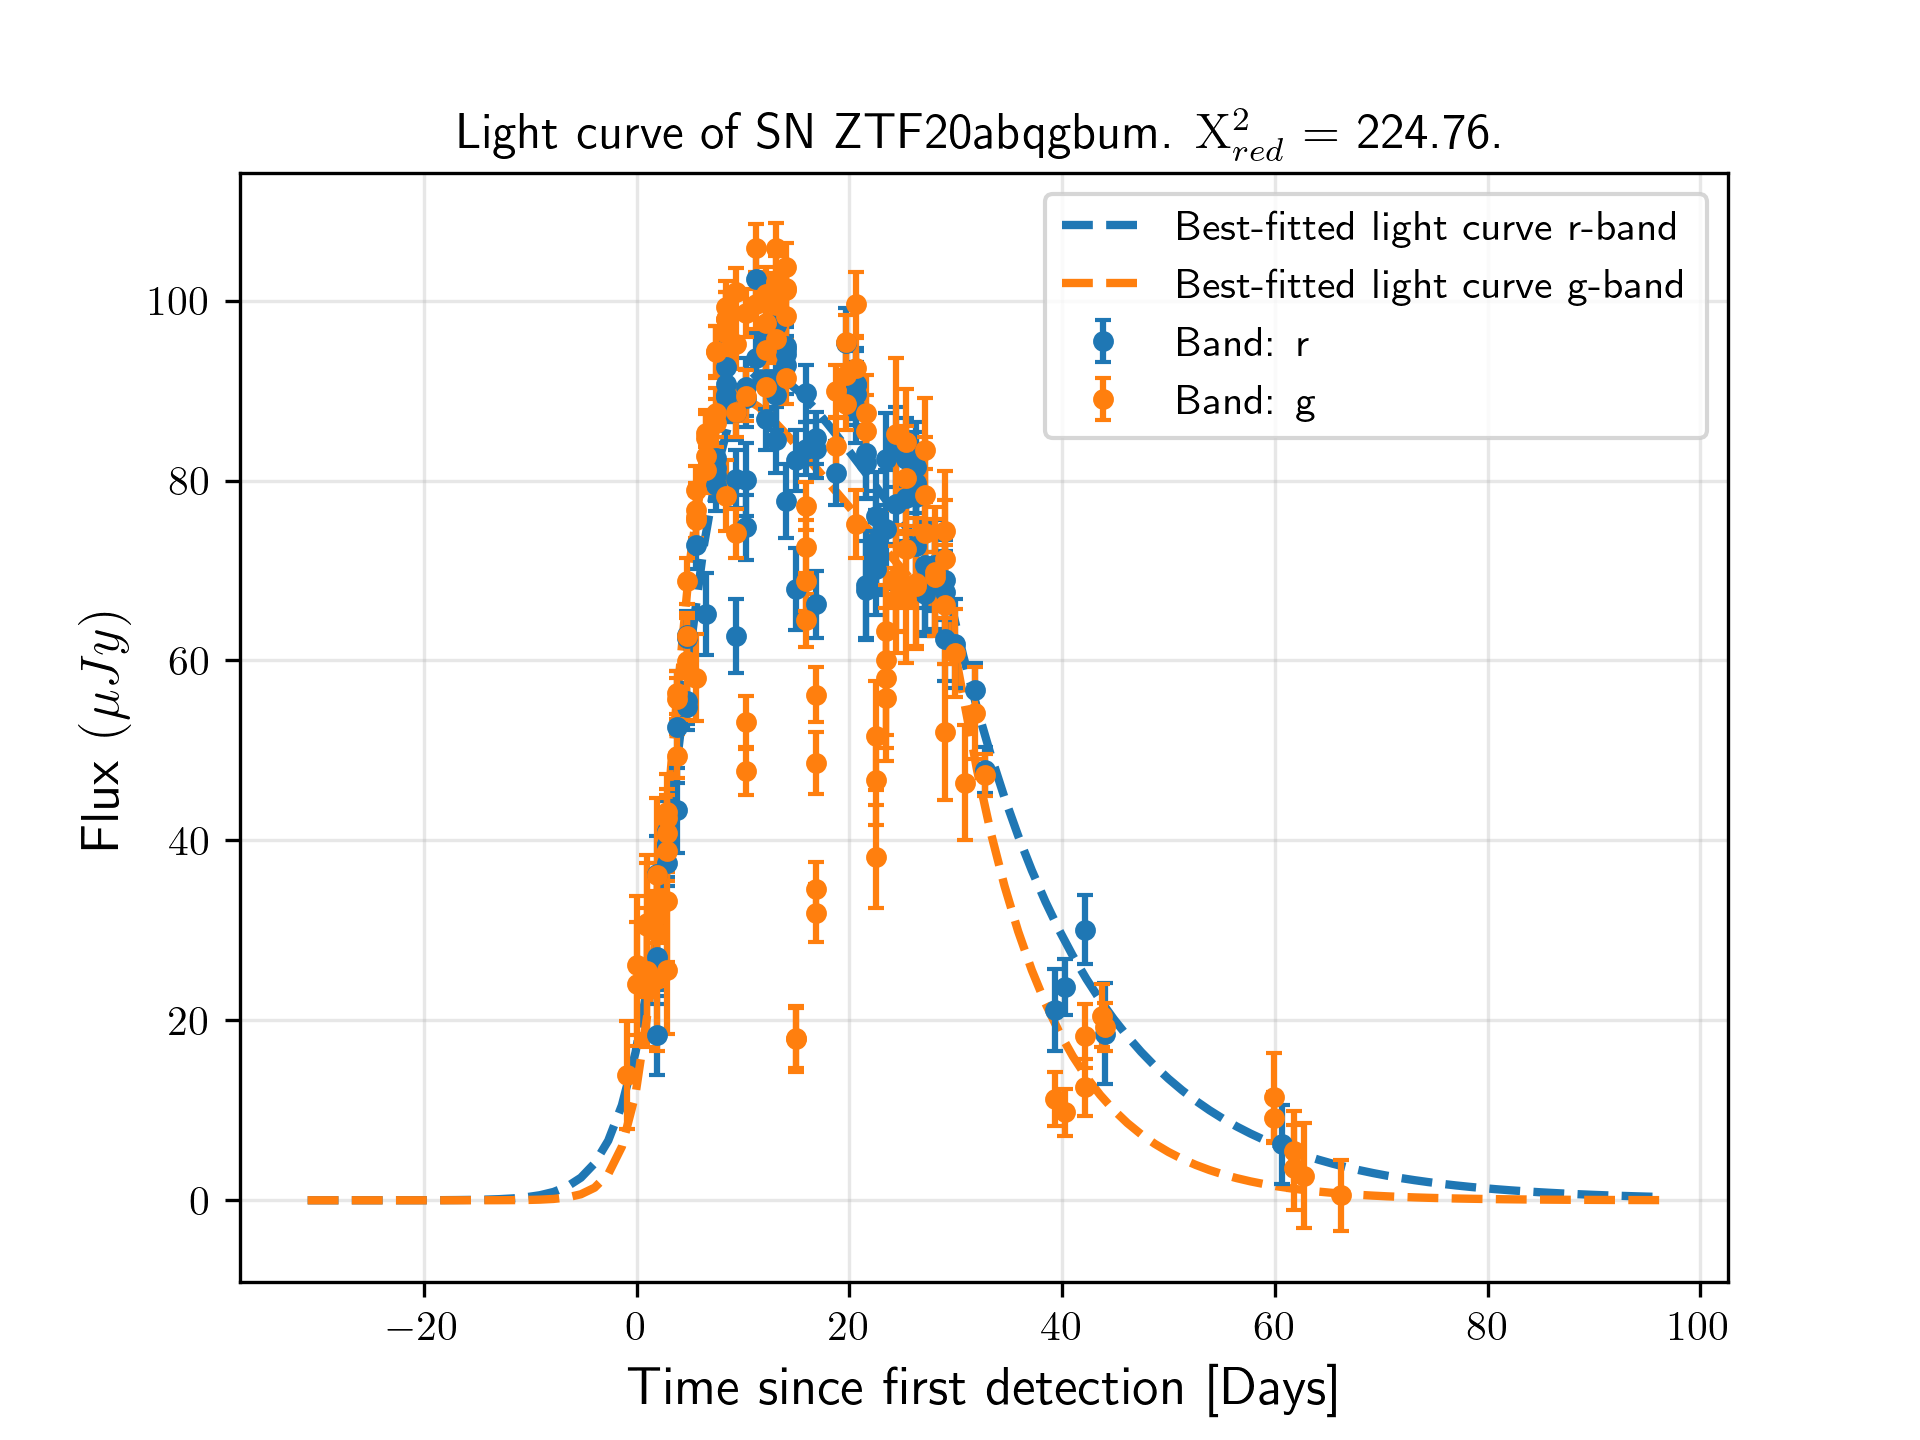 Light curve of SN ZTF20abqgbum. X²_red = 224.76.
Best-fitted light curve r-band
Best-fitted light curve g-band
Band: r
Band: g
Flux (μJy)
100
80
60
40
20
0
−20 0 20 40 60 80 100
Time since first detection [Days]